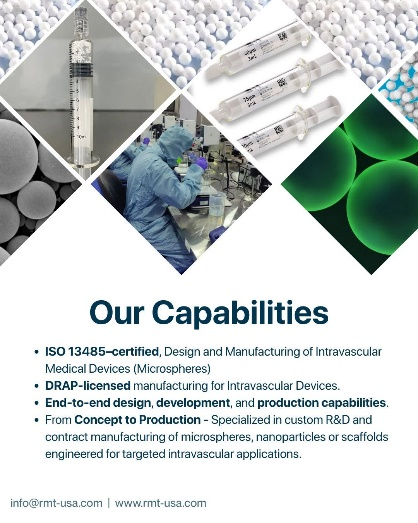 Our Capabilities
• ISO 13485–certified, Design and Manufacturing of Intravascular
Medical Devices (Microspheres)
• DRAP-licensed manufacturing for Intravascular Devices.
• End-to-end design, development, and production capabilities.
• From Concept to Production - Specialized in custom R&D and
contract manufacturing of microspheres, nanoparticles or scaffolds
engineered for targeted intravascular applications.
info@rmt-usa.com | www.rmt-usa.com